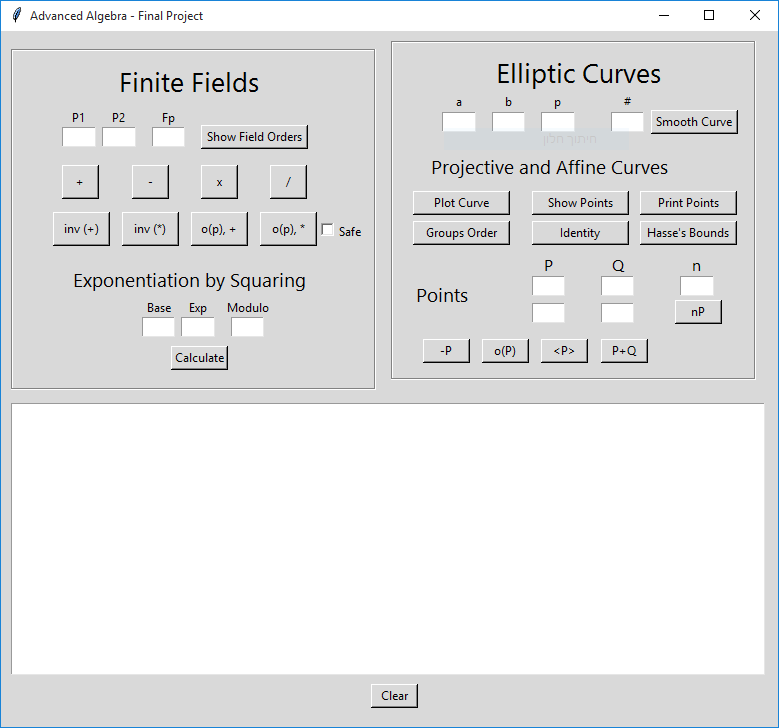 Advanced Algebra - Final Project
Finite Fields
P1 P2 Fp
Show Field Orders
+ - x /
inv (+) inv (*) o(p), + o(p), * Safe
Exponentiation by Squaring
Base Exp Modulo
Calculate
Elliptic Curves
a b p #
Smooth Curve
חיתוך חלון
Projective and Affine Curves
Plot Curve Show Points Print Points
Groups Order Identity Hasse's Bounds
P Q n
Points
nP
-P o(P) <P> P+Q
Clear